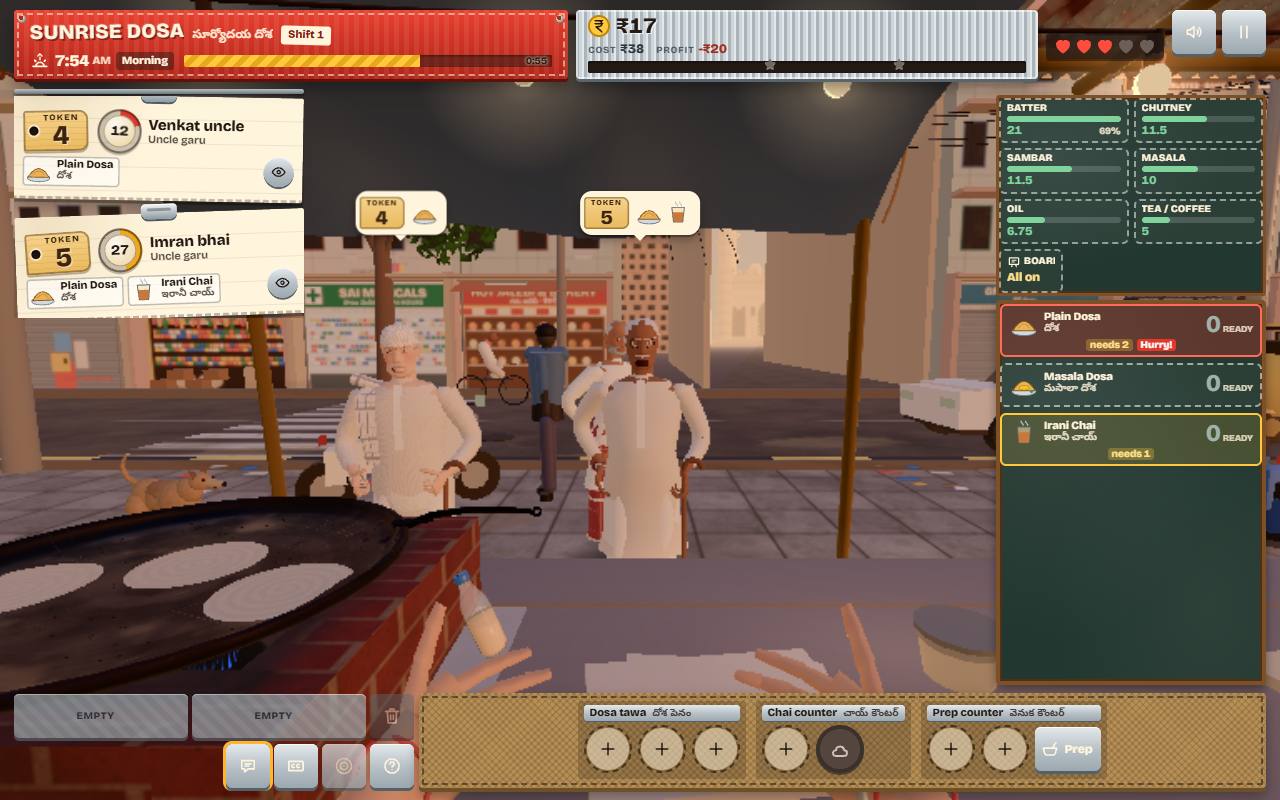 SUNRISE DOSA సూర్యోదయ దోశ Shift 1
7:54 AM Morning 0:55
₹17
COST ₹38 PROFIT -₹20
TOKEN
4
12
Venkat uncle
Uncle garu
Plain Dosa
దోశ
TOKEN
5
27
Imran bhai
Uncle garu
Plain Dosa
దోశ
Irani Chai
ఇరానీ చాయ్
TOKEN
4
TOKEN
5
BATTER
21 69%
CHUTNEY
11.5
SAMBAR
11.5
MASALA
10
OIL
6.75
TEA / COFFEE
5
BOARD
All on
Plain Dosa
దోశ
0 READY
needs 2 Hurry!
Masala Dosa
మసాలా దోశ
0 READY
Irani Chai
ఇరానీ చాయ్
0 READY
needs 1
EMPTY
EMPTY
CC
Dosa tawa దోశ పెనం
Chai counter చాయ్ కౌంటర్
Prep counter వెనుక కౌంటర్
Prep